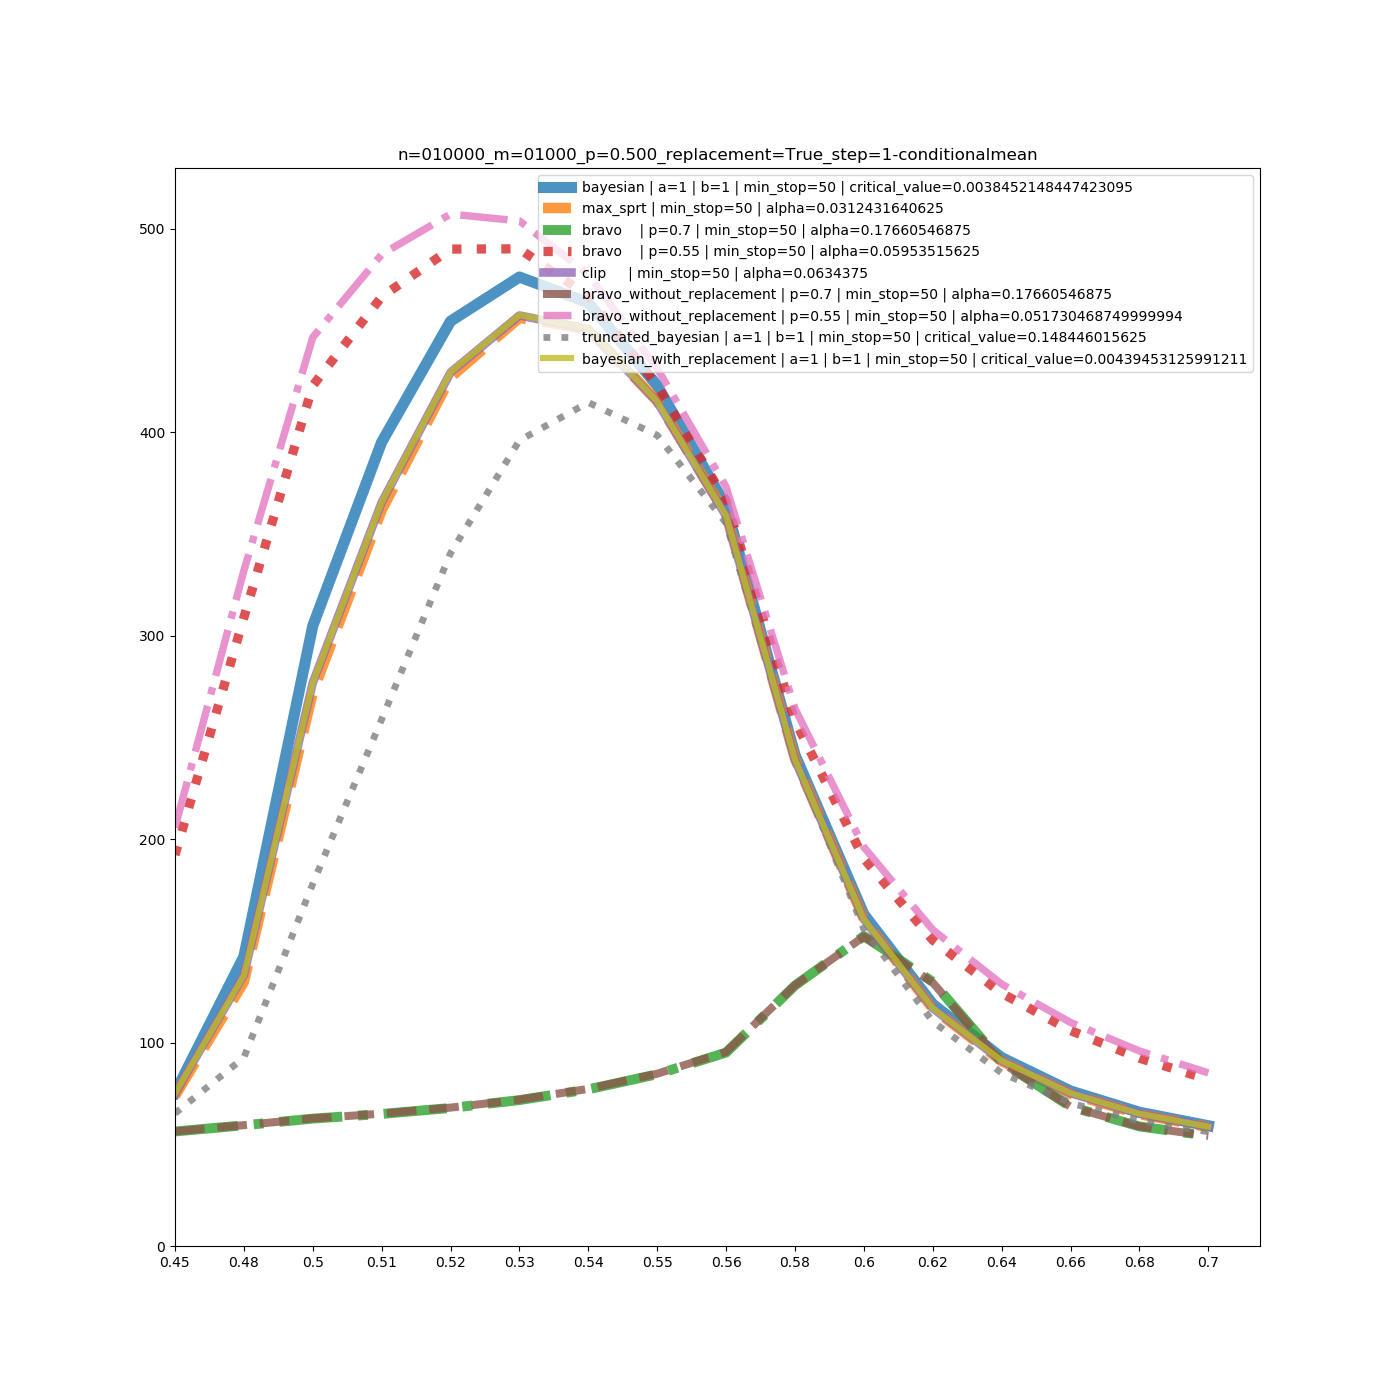 n=010000_m=01000_p=0.500_replacement=True_step=1-conditionalmean
bayesian | a=1 | b=1 | min_stop=50 | critical_value=0.0038452148447423095
max_sprt | min_stop=50 | alpha=0.0312431640625
bravo    | p=0.7 | min_stop=50 | alpha=0.17660546875
bravo    | p=0.55 | min_stop=50 | alpha=0.05953515625
clip     | min_stop=50 | alpha=0.0634375
bravo_without_replacement | p=0.7 | min_stop=50 | alpha=0.17660546875
bravo_without_replacement | p=0.55 | min_stop=50 | alpha=0.051730468749999994
truncated_bayesian | a=1 | b=1 | min_stop=50 | critical_value=0.148446015625
bayesian_with_replacement | a=1 | b=1 | min_stop=50 | critical_value=0.00439453125991211
500
400
300
200
100
0
0.45 0.48 0.5 0.51 0.52 0.53 0.54 0.55 0.56 0.58 0.6 0.62 0.64 0.66 0.68 0.7